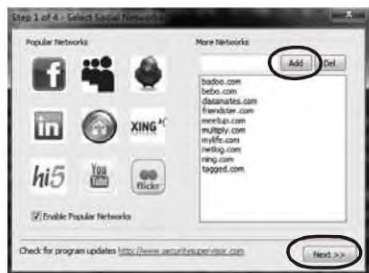 Step 1 of 4 - Select Social Networks
Popular Networks
More Networks
Add
Del
f
in
XING
hi5
You
Tube
flickr
badoo.com
bebo.com
classmates.com
friendster.com
meetup.com
multiply.com
mylife.com
netlog.com
ning.com
tagged.com
Enable Popular Networks
Check for program updates http://www.securitysupervisor.com
Next >>